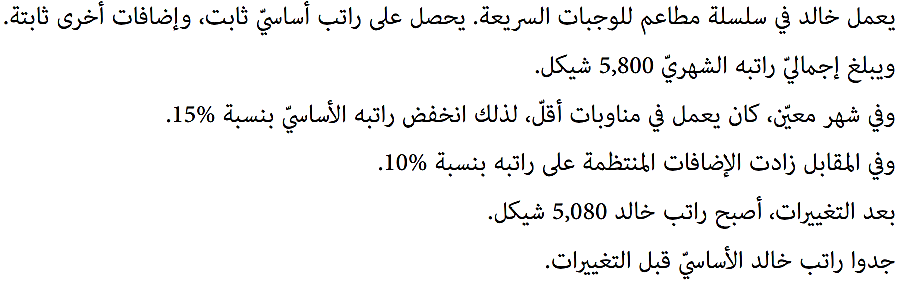 يعمل خالد في سلسلة مطاعم للوجبات السريعة. يحصل على راتب أساسيّ ثابت، وإضافات أخرى ثابتة.
ويبلغ إجماليّ راتبه الشهريّ 5,800 شيكل.
وفي شهر معيّن، كان يعمل في مناوبات أقلّ، لذلك انخفض راتبه الأساسيّ بنسبة 15%.
وفي المقابل زادت الإضافات المنتظمة على راتبه بنسبة 10%.
بعد التغييرات، أصبح راتب خالد 5,080 شيكل.
جدوا راتب خالد الأساسيّ قبل التغييرات.